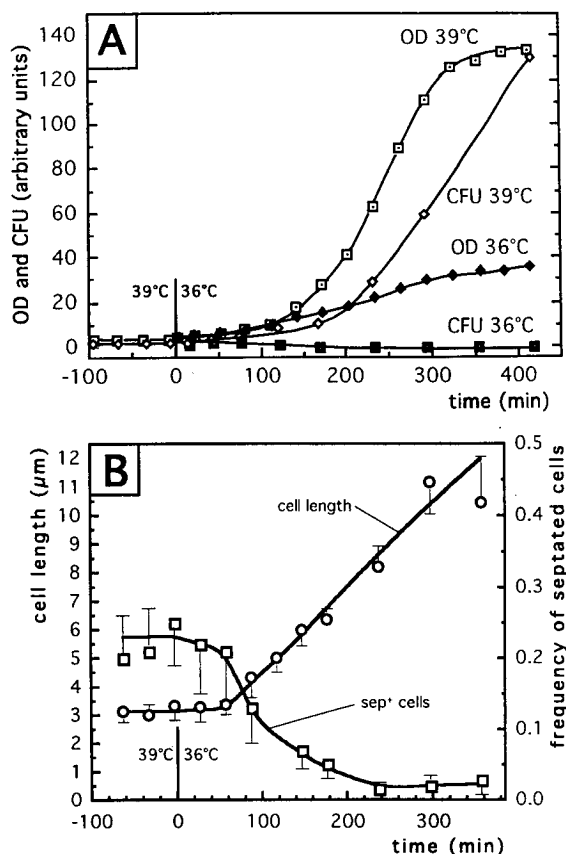 A
OD and CFU (arbitrary units)
140
120
100
80
60
40
20
0
OD 39°C
CFU 39°C
OD 36°C
CFU 36°C
39°C 36°C
-100 0 100 200 300 400
time (min)
B
cell length (µm)
12
11
10
9
8
7
6
5
4
3
2
1
0
0.5
0.4
0.3
0.2
0.1
0.0
frequency of septated cells
cell length
sep+ cells
39°C 36°C
-100 0 100 200 300
time (min)